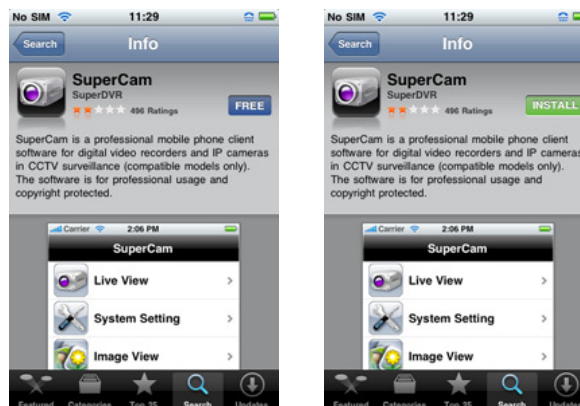 No SIM 11:29
Search Info
SuperCam
SuperDVR
496 Ratings
FREE
SuperCam is a professional mobile phone client
software for digital video recorders and IP cameras
in CCTV surveillance (compatible models only).
The software is for professional usage and
copyright protected.
Carrier 2:06 PM
SuperCam
Live View
System Setting
Image View
Featured Categories Top 25 Search Updates
No SIM 11:29
Search Info
SuperCam
SuperDVR
496 Ratings
INSTALL
SuperCam is a professional mobile phone client
software for digital video recorders and IP cameras
in CCTV surveillance (compatible models only).
The software is for professional usage and
copyright protected.
Carrier 2:06 PM
SuperCam
Live View
System Setting
Image View
Featured Categories Top 25 Search Updates